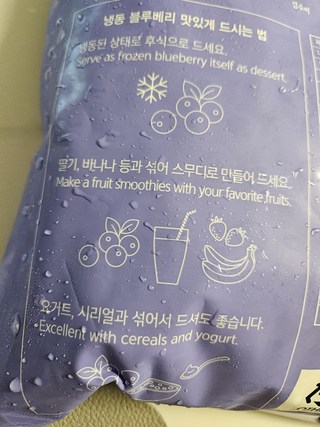 냉동 블루베리 맛있게 드시는 법
냉동된 상태로 후식으로 드세요.
Serve as frozen blueberry itself as dessert.
딸기, 바나나 등과 섞어 스무디로 만들어 드세요.
Make a fruit smoothies with your favorite fruits.
요거트, 시리얼과 섞어서 드셔도 좋습니다.
Excellent with cereals and yogurt.